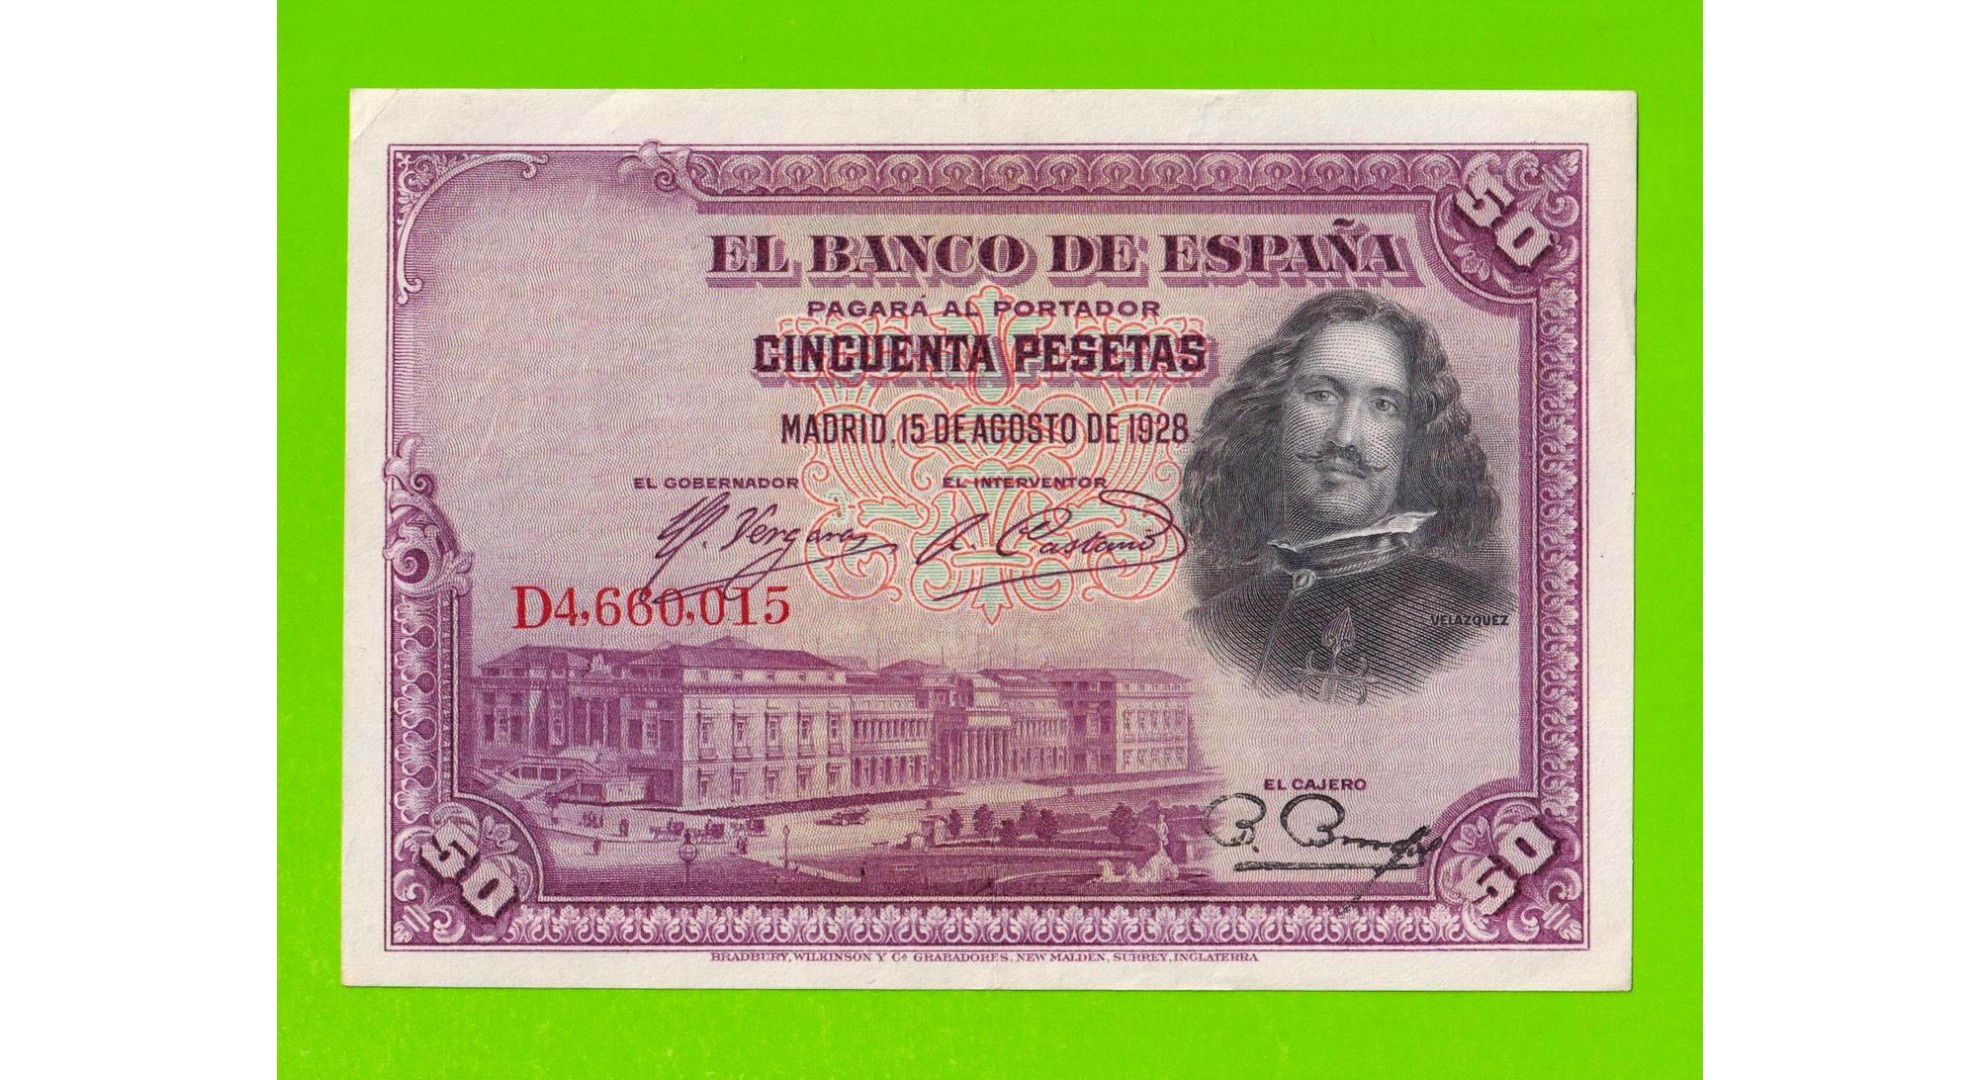 50
EL BANCO DE ESPAÑA
PAGARÁ AL PORTADOR
CINCUENTA PESETAS
MADRID, 15 DE AGOSTO DE 1928
EL GOBERNADOR EL INTERVENTOR
D4,660,015
VELAZQUEZ
EL CAJERO
50 50
BRADBURY, WILKINSON Y Cª GRABADORES, NEW MALDEN, SURREY, INGLATERRA